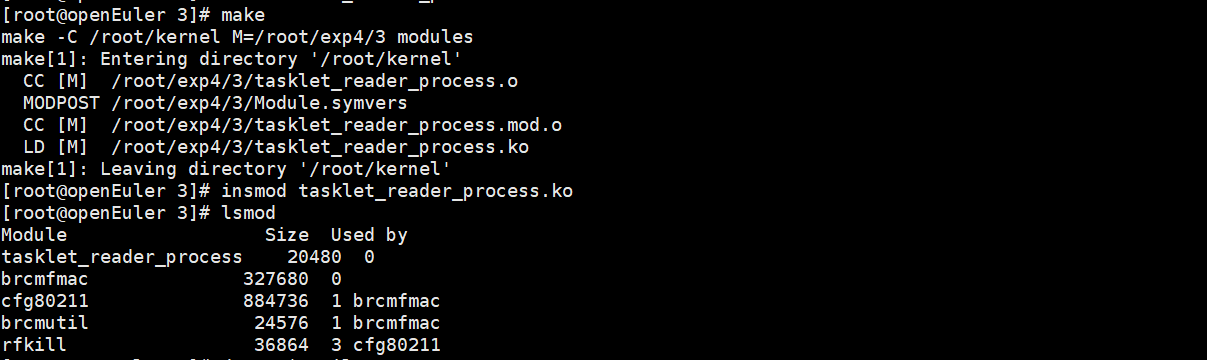 [root@openEuler 3]# make
make -C /root/kernel M=/root/exp4/3 modules
make[1]: Entering directory '/root/kernel'
  CC [M]  /root/exp4/3/tasklet_reader_process.o
  MODPOST /root/exp4/3/Module.symvers
  CC [M]  /root/exp4/3/tasklet_reader_process.mod.o
  LD [M]  /root/exp4/3/tasklet_reader_process.ko
make[1]: Leaving directory '/root/kernel'
[root@openEuler 3]# insmod tasklet_reader_process.ko
[root@openEuler 3]# lsmod
Module                  Size  Used by
tasklet_reader_process    20480  0
brcmfmac              327680  0
cfg80211              884736  1 brcmfmac
brcmutil               24576  1 brcmfmac
rfkill                 36864  3 cfg80211